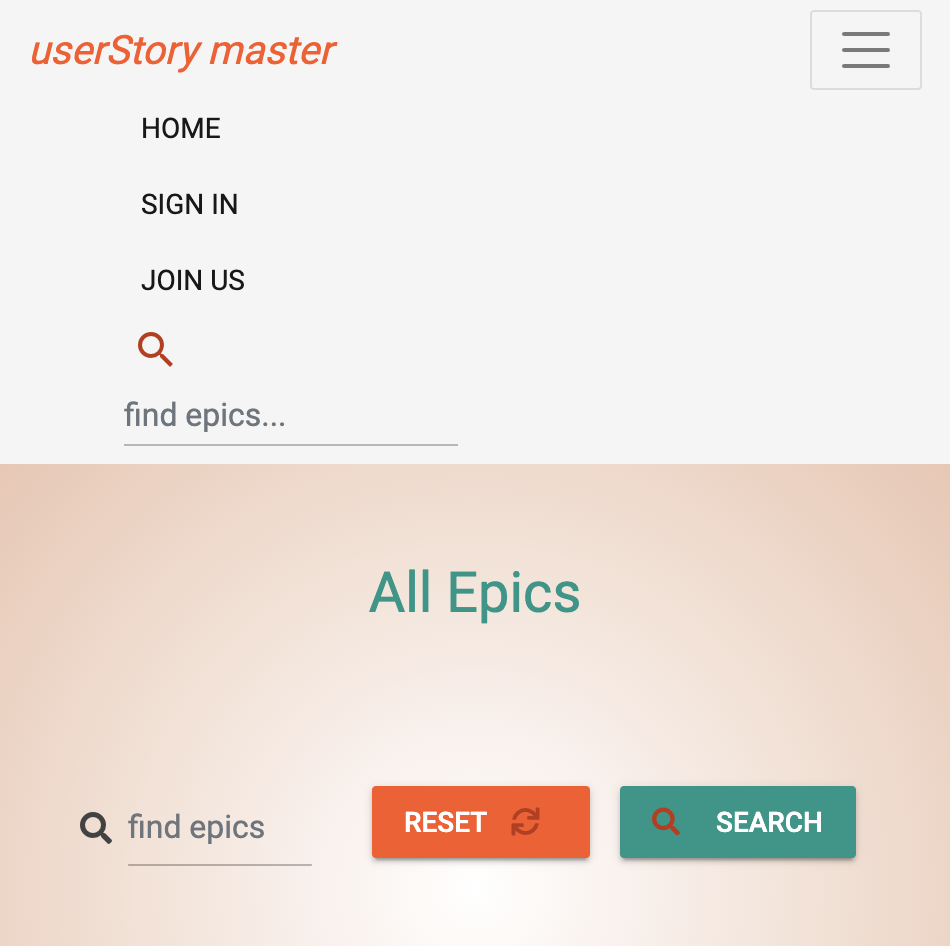 userStory master
HOME
SIGN IN
JOIN US
find epics...
All Epics
find epics
RESET
SEARCH